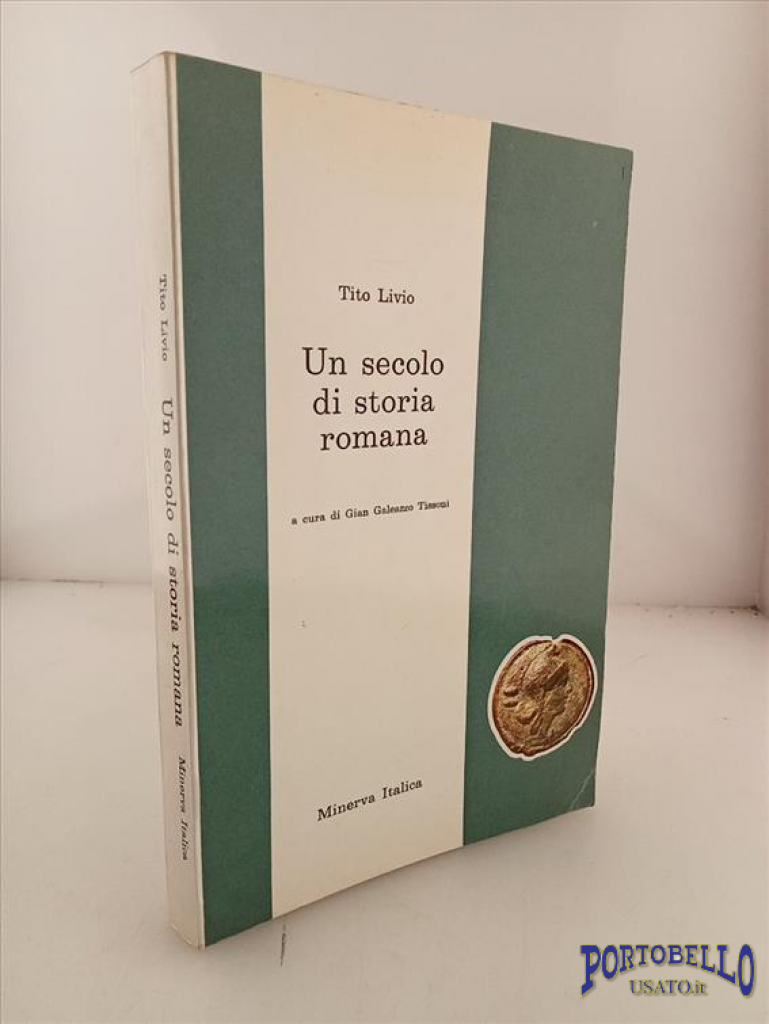 Tito Livio
Un secolo
di storia
romana
a cura di Gian Galeazzo Tissoni
Minerva Italica
Tito Livio Un secolo di storia romana Minerva Italica
PORTOBELLO
USATO.it